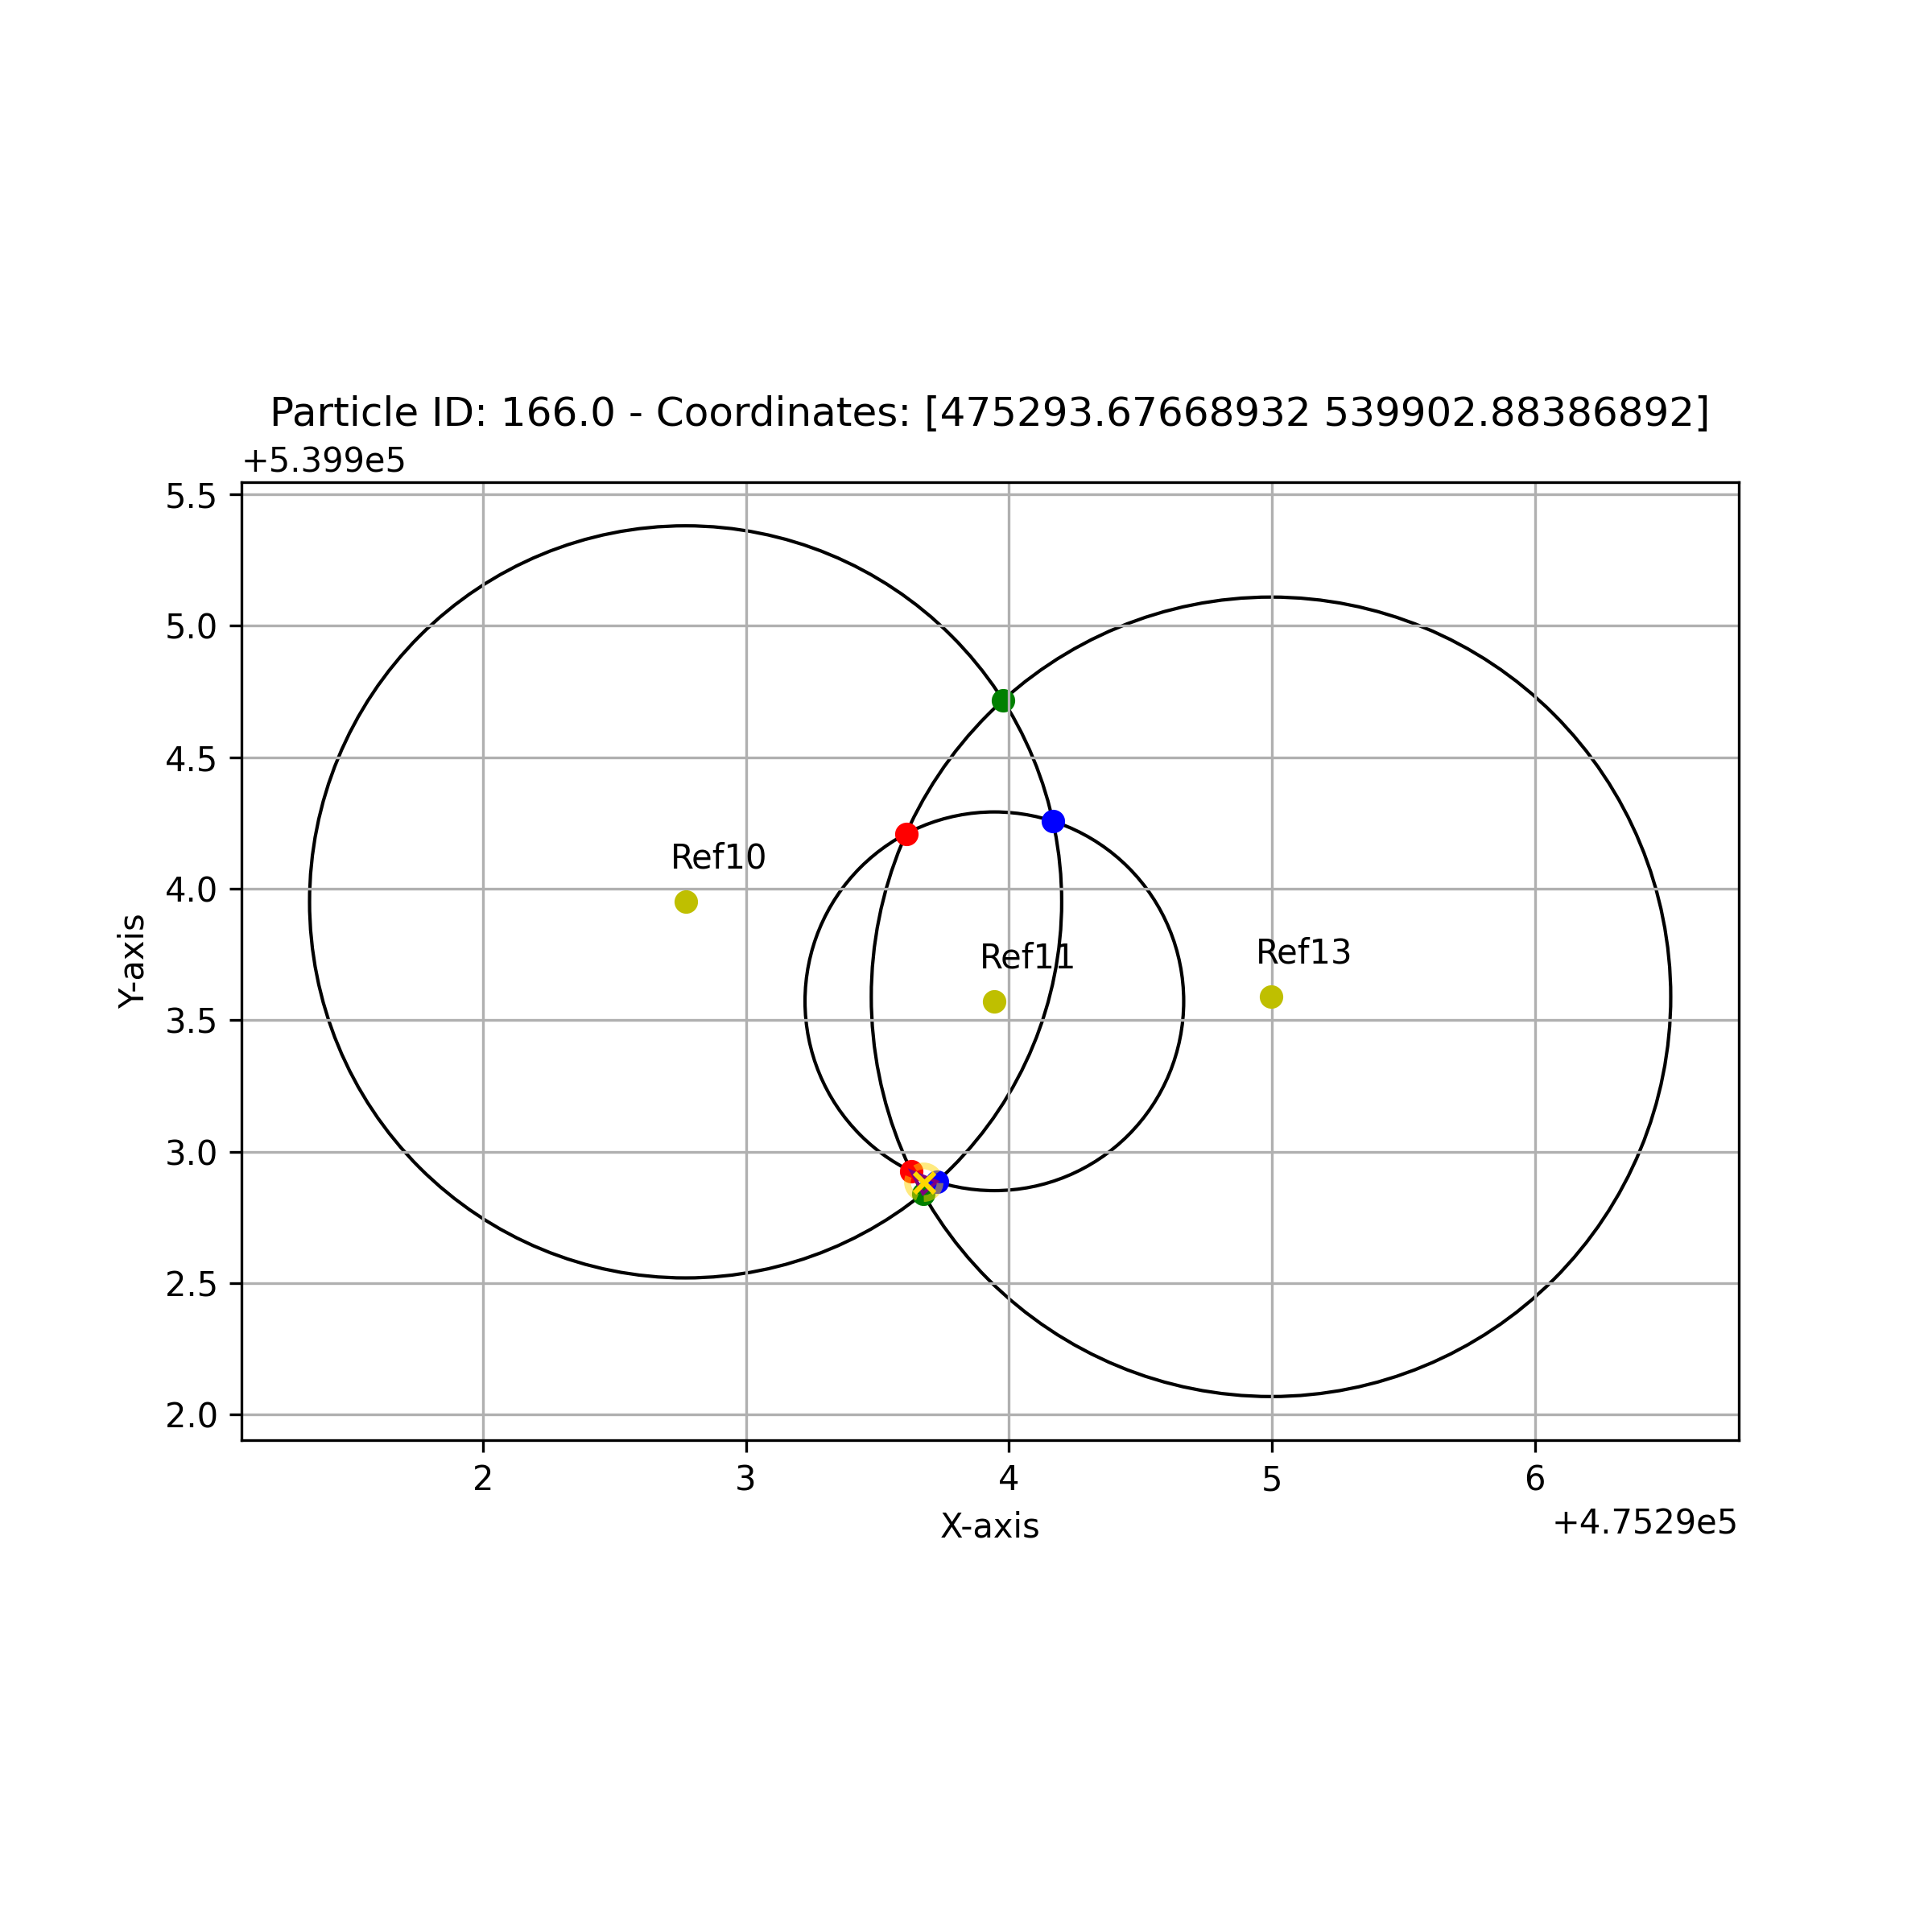 Particle ID: 166.0 - Coordinates: [475293.67668932 539902.88386892]
+5.399e5
5.5
5.0
4.5
4.0
3.5
3.0
2.5
2.0
Y-axis
Ref10
Ref11
Ref13
2 3 4 5 6
X-axis
+4.7529e5